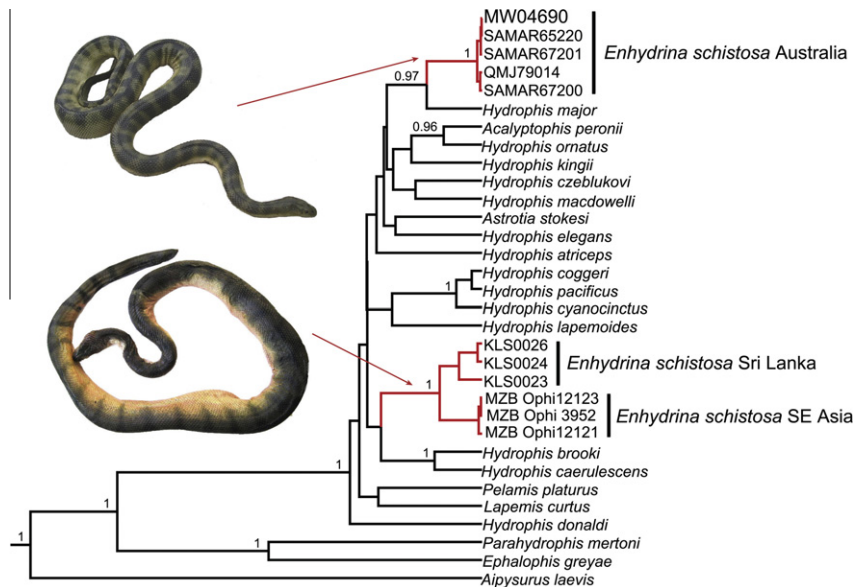 MW04690
SAMAR65220
SAMAR67201
QMJ79014
SAMAR67200
Enhydrina schistosa Australia
1
0.97
Hydrophis major
Acalyptophis peronii
0.96
Hydrophis ornatus
Hydrophis kingii
Hydrophis czeblukovi
Hydrophis macdowelli
Astrotia stokesi
Hydrophis elegans
Hydrophis atriceps
Hydrophis coggeri
1
Hydrophis pacificus
Hydrophis cyanocinctus
Hydrophis lapemoides
KLS0026
KLS0024
KLS0023
Enhydrina schistosa Sri Lanka
1
MZB Ophi12123
MZB Ophi 3952
MZB Ophi12121
Enhydrina schistosa SE Asia
Hydrophis brooki
1
Hydrophis caerulescens
1
Pelamis platurus
Lapemis curtus
Hydrophis donaldi
1
Parahydrophis mertoni
1
Ephalophis greyae
1
Aipysurus laevis